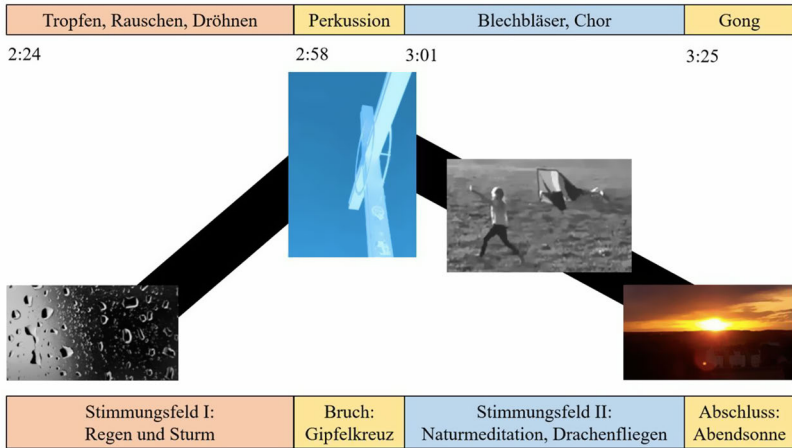 Tropfen, Rauschen, Dröhnen
Perkussion
Blechbläser, Chor
Gong
2:24
2:58
3:01
3:25
Stimmungsfeld I:
Regen und Sturm
Bruch:
Gipfelkreuz
Stimmungsfeld II:
Naturmeditation, Drachenfliegen
Abschluss:
Abendsonne